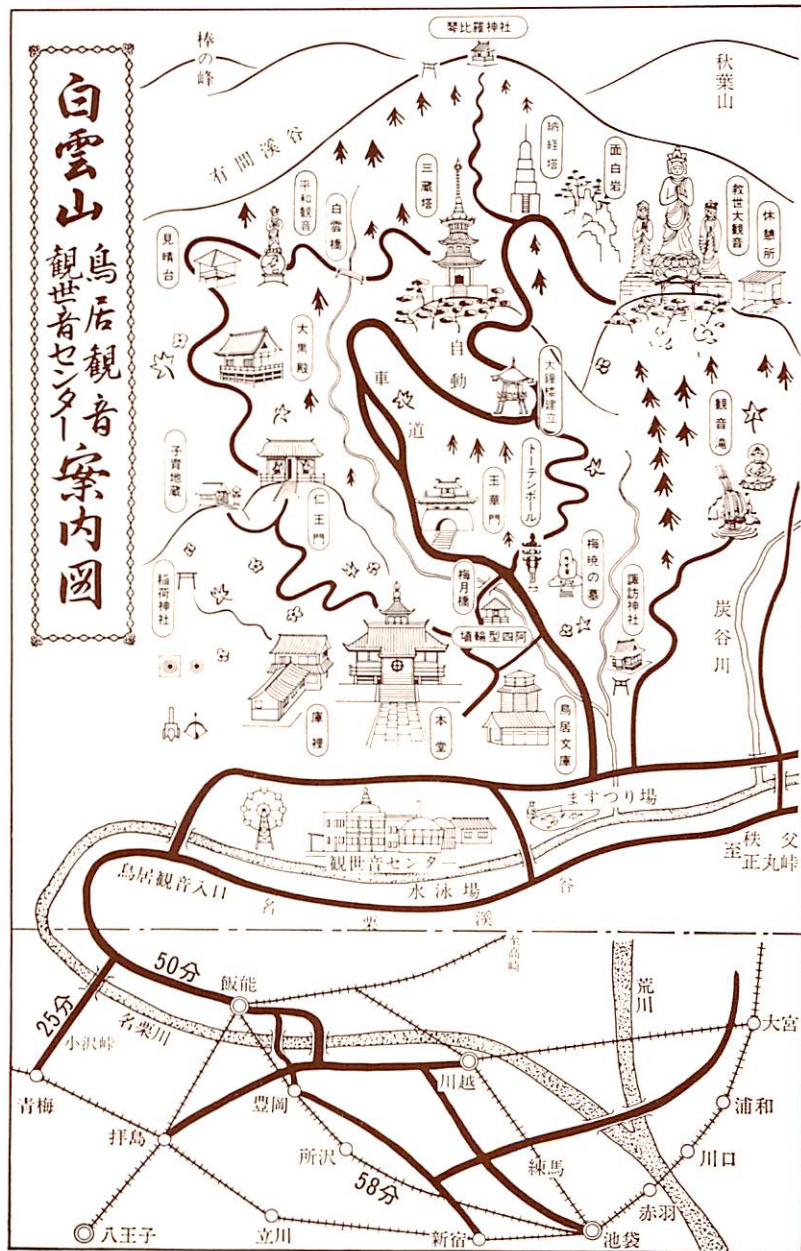 白雲山
鳥居観音
観世音センター
案内図
琴比羅神社
棒の峰
秋葉山
有間渓谷
納経塔
面白岩
三蔵塔
救世大観音
平和観音
白雲橋
休憩所
見晴台
大黒殿
自動車道
大鐘楼建立
観音滝
トーテンポール
子育地蔵
仁王門
玉華門
梅暁の墓
諏訪神社
稲荷神社
梅月橋
埴輪型四阿
炭谷川
庫裡
本堂
鳥居文庫
ますつり場
観世音センタ
至秩父
正丸峠
鳥居観音入口
水泳場
名栗渓谷
至高崎
50分
飯能
荒川
25分
名栗川
大宮
小沢峠
川越
青梅
豊岡
浦和
拝島
所沢
練馬
川口
58分
赤羽
八王子
立川
新宿
池袋